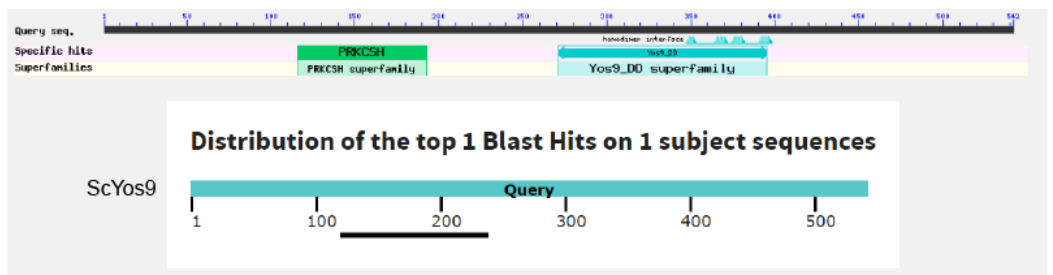 1 50 100 150 200 250 300 350 400 450 500 542
Query seq.
homodimer interface
Specific hits PRKCSH Yos9_DD
Superfamilies PRKCSH superfamily Yos9_DD superfamily
Distribution of the top 1 Blast Hits on 1 subject sequences
ScYos9 Query
1 100 200 300 400 500